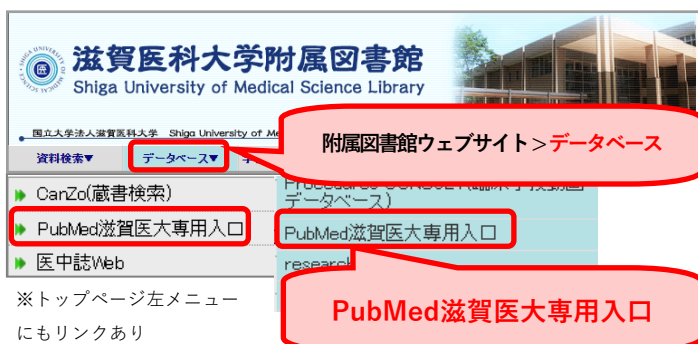 滋賀医科大学附属図書館
Shiga University of Medical Science Library
国立大学法人滋賀医科大学 Shiga University of Me
附属図書館ウェブサイト>データベース
資料検索▼ データベース▼
CanZo(蔵書検索)
データベース)
PubMed滋賀医大専用入口
PubMed滋賀医大専用入口
医中誌Web
research
※トップページ左メニュー
にもリンクあり
PubMed滋賀医大専用入口